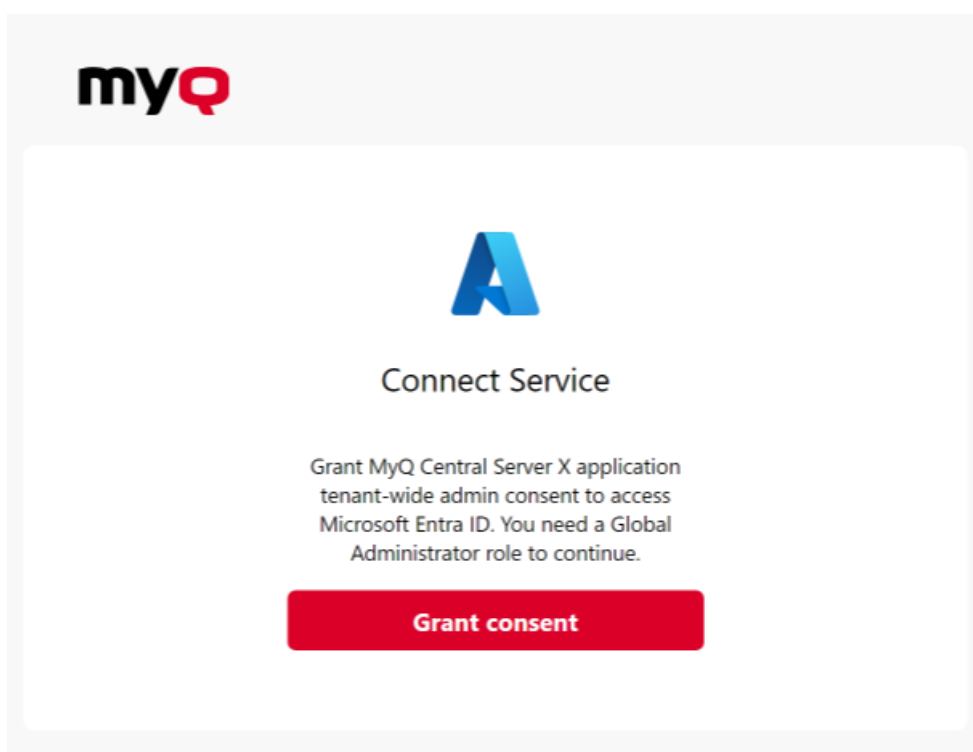 myQ
Connect Service
Grant MyQ Central Server X application
tenant-wide admin consent to access
Microsoft Entra ID. You need a Global
Administrator role to continue.
Grant consent